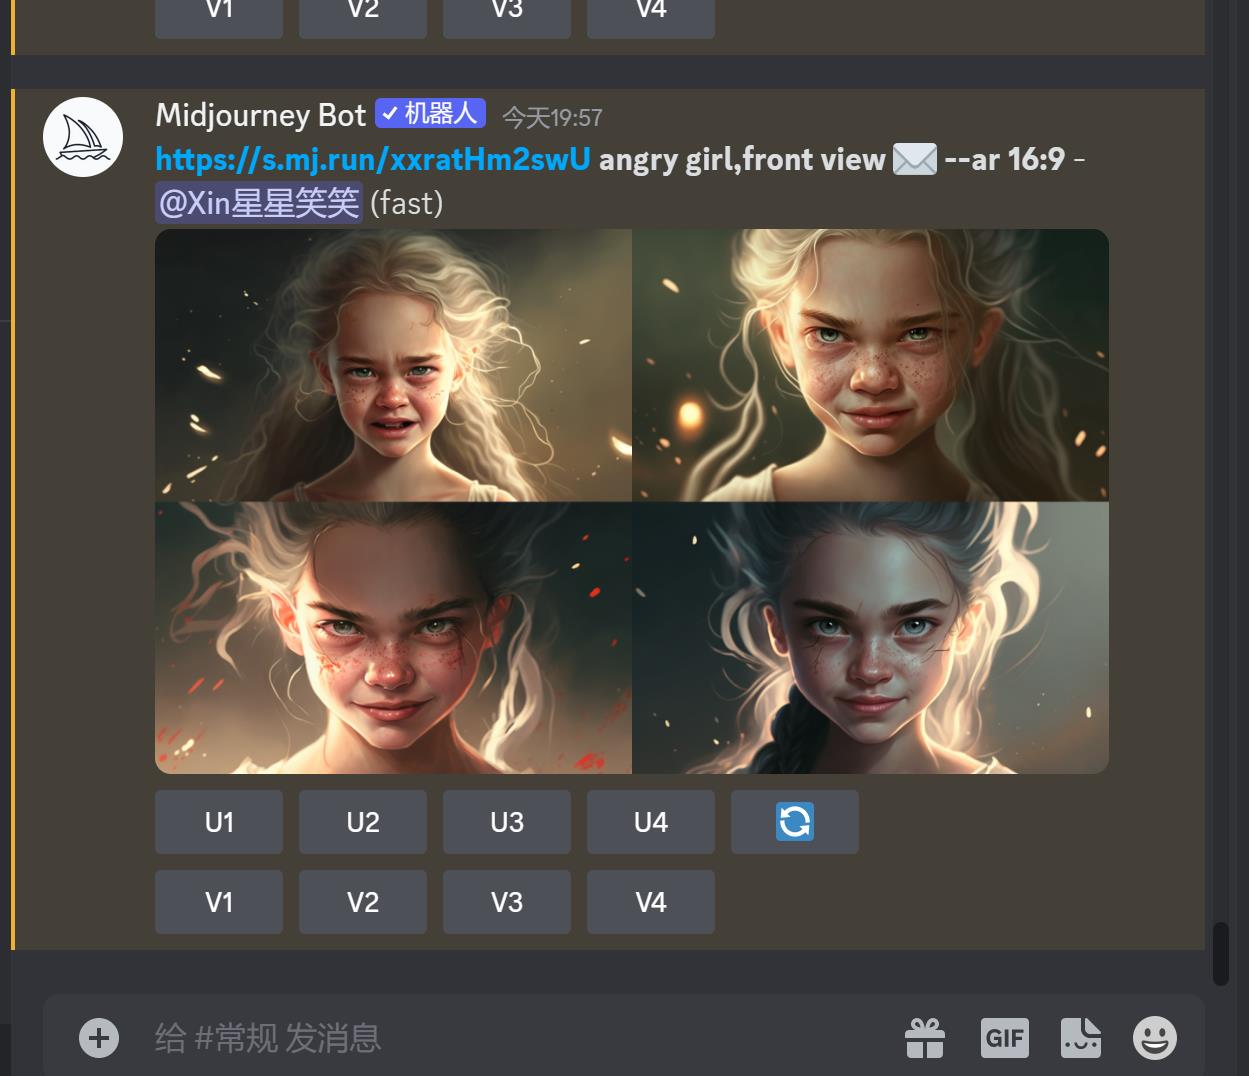 V1 V2 V3 V4
Midjourney Bot ✓ 机器人 今天19:57
https://s.mj.run/xxratHm2swU angry girl,front view ✉️ --ar 16:9 -
@Xin星星笑笑 (fast)
U1 U2 U3 U4
V1 V2 V3 V4
给 #常规 发消息 GIF